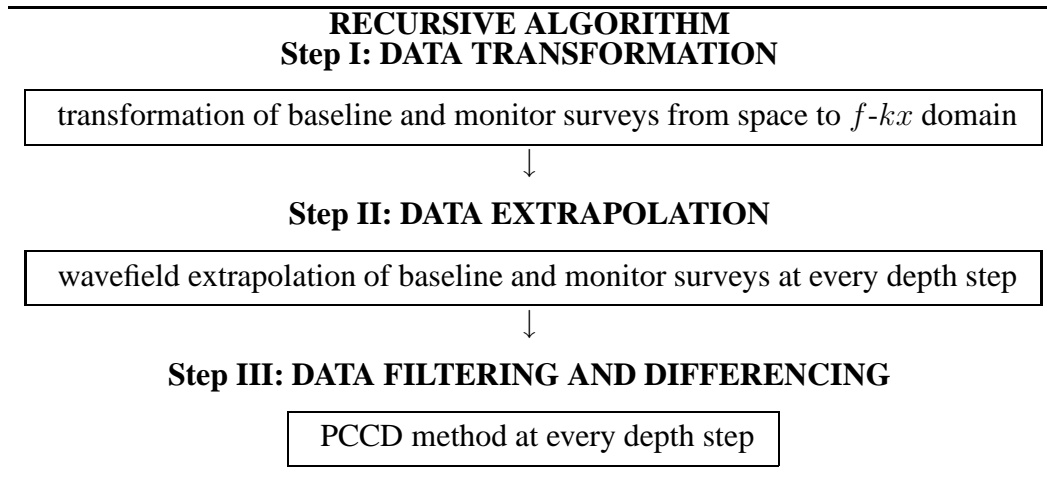 RECURSIVE ALGORITHM
Step I: DATA TRANSFORMATION
transformation of baseline and monitor surveys from space to f-kx domain
↓
Step II: DATA EXTRAPOLATION
wavefield extrapolation of baseline and monitor surveys at every depth step
↓
Step III: DATA FILTERING AND DIFFERENCING
PCCD method at every depth step